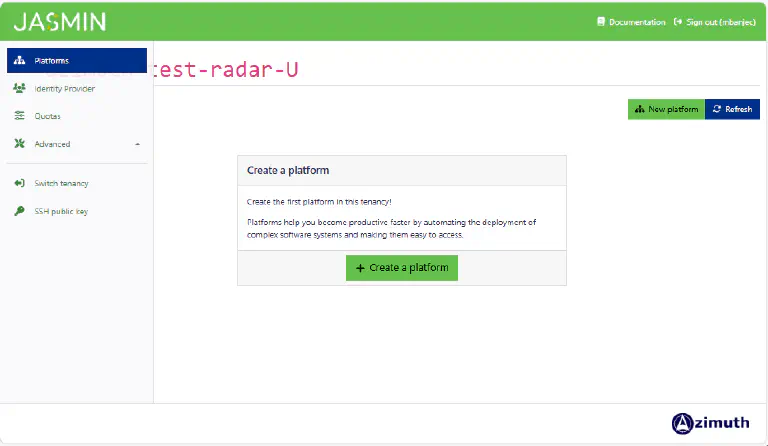 JASMIN
Documentation
Sign out (mbanjec)
Platforms
test-radar-U
Identity Provider
Quotas
Advanced
Switch tenancy
SSH public key
New platform
Refresh
Create a platform
Create the first platform in this tenancy!
Platforms help you become productive faster by automating the deployment of
complex software systems and making them easy to access.
Create a platform
Azimuth